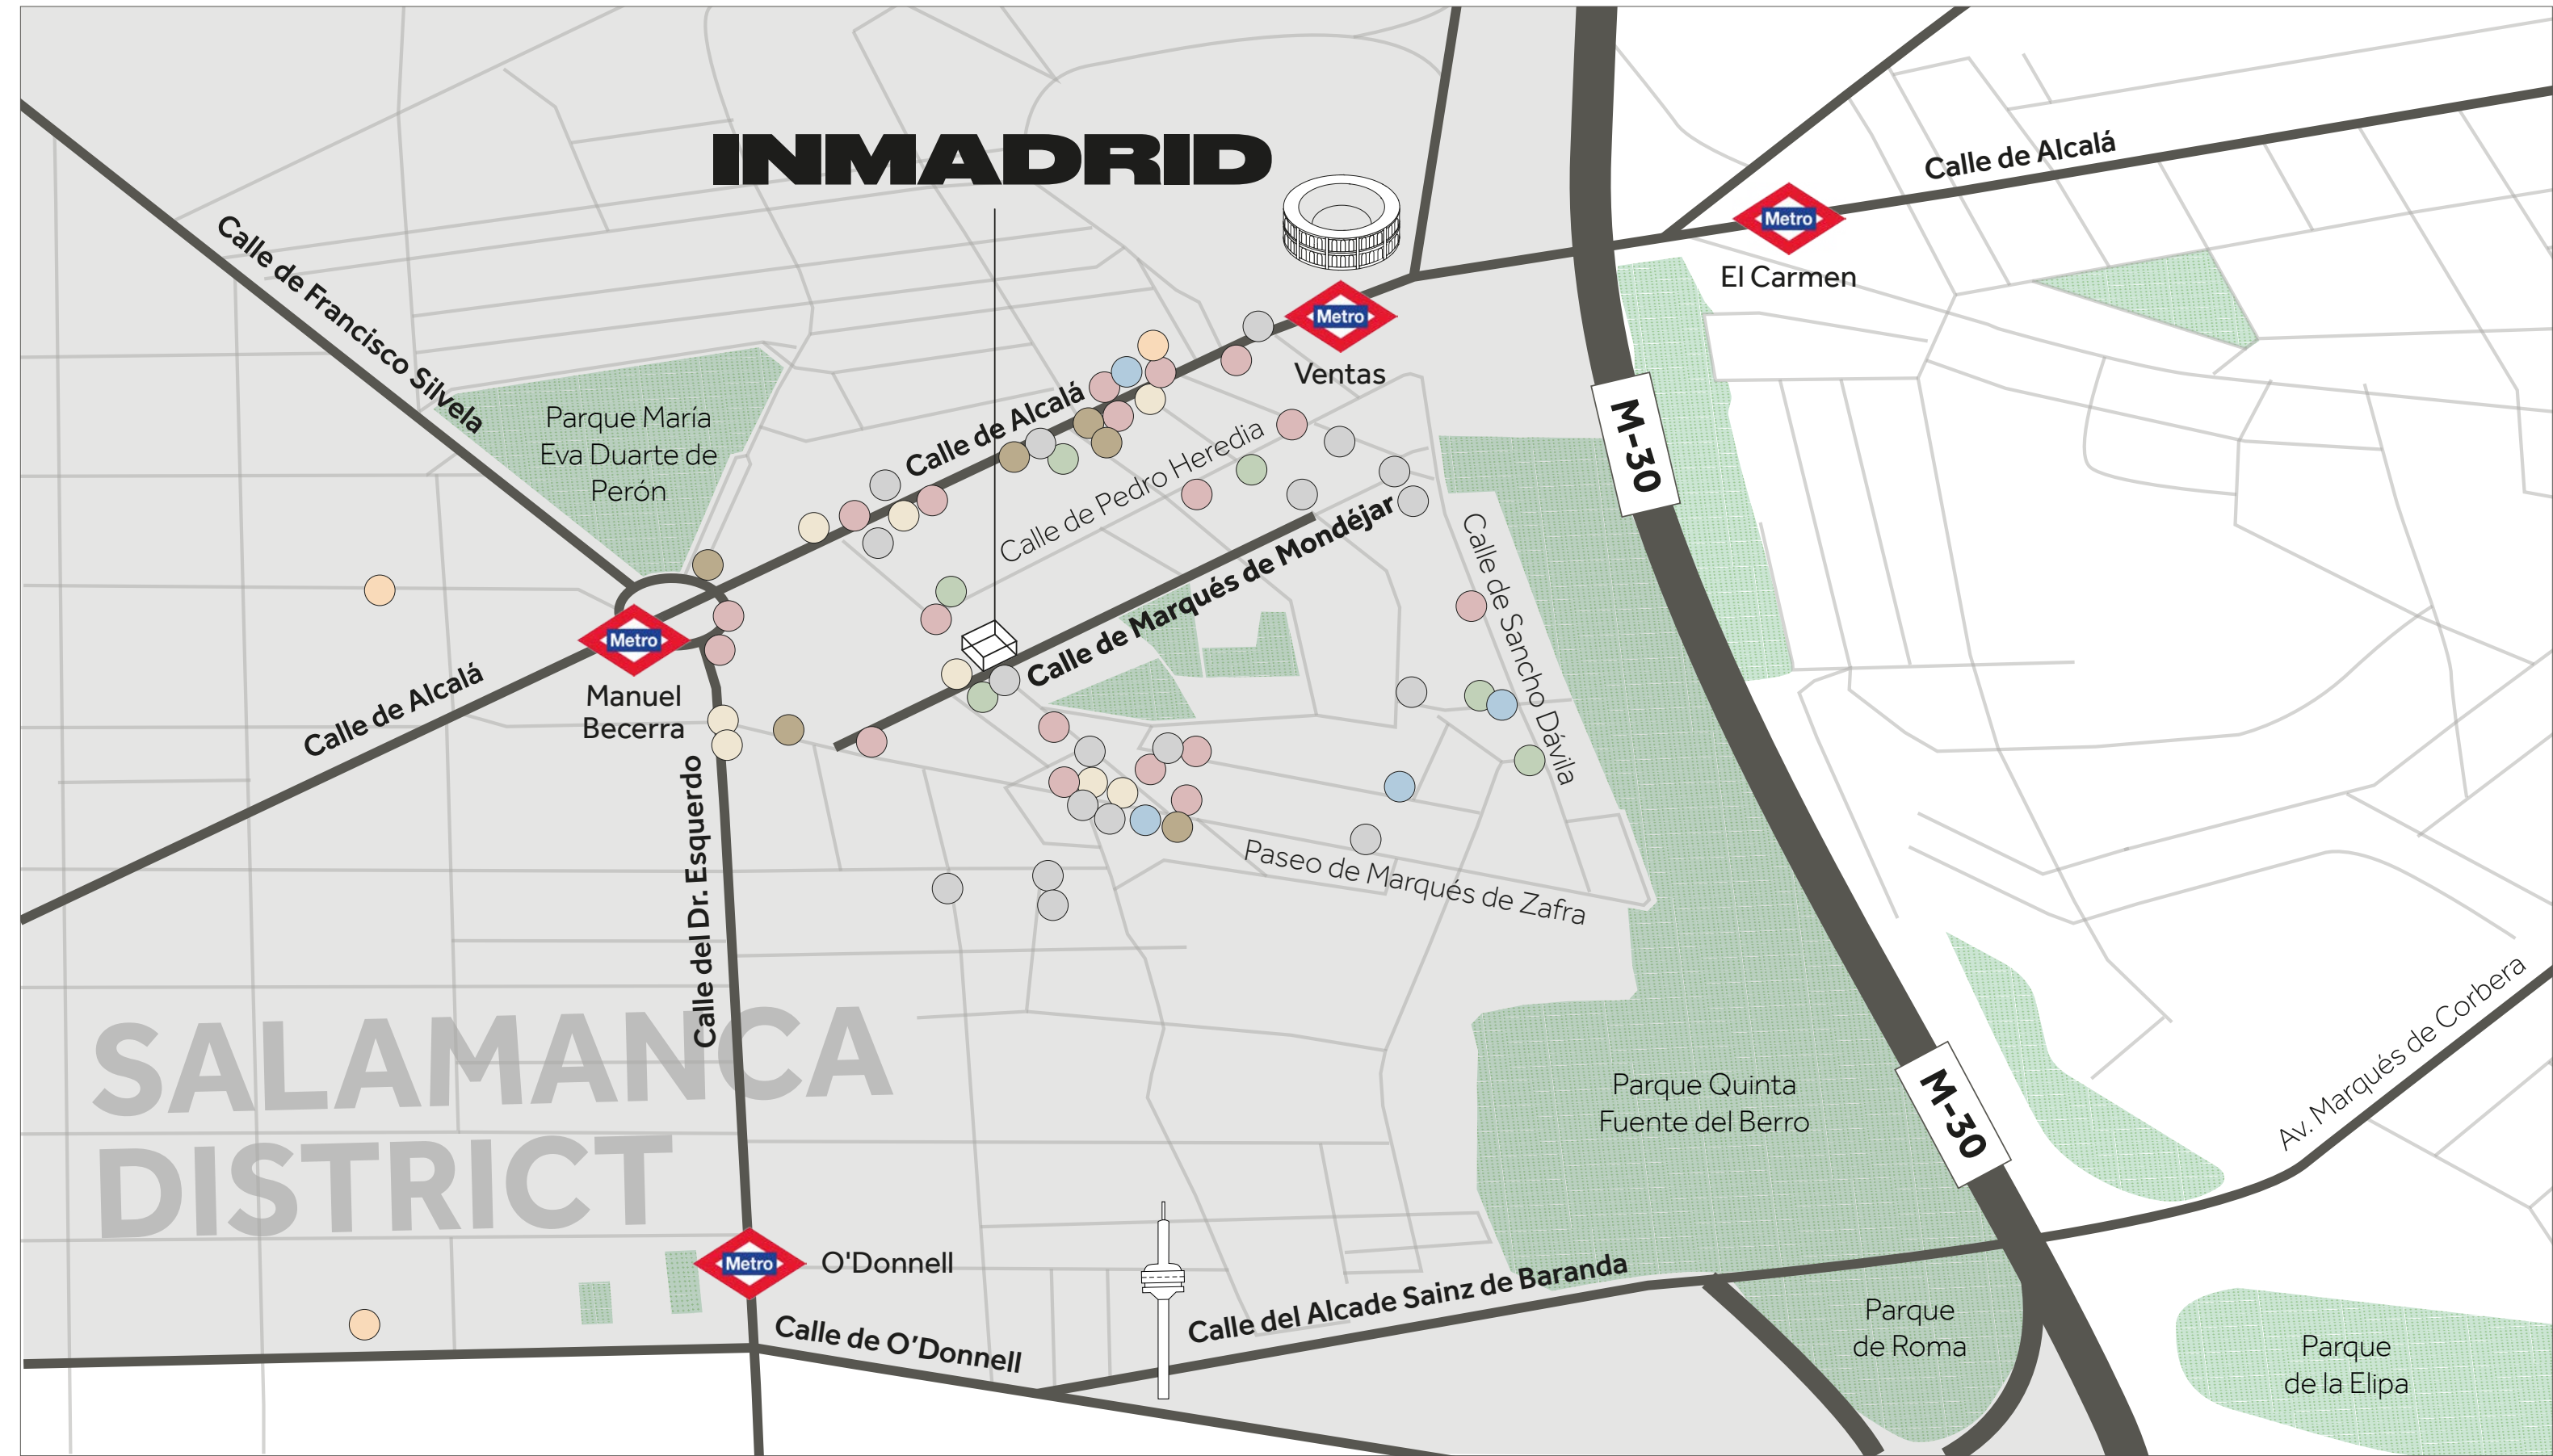 INMADRID
Calle de Alcalá
Metro
El Carmen
Calle de Francisco Silvela
Metro
Ventas
Parque María
Eva Duarte de
Perón
Calle de Alcalá
Calle de Pedro Heredia
M-30
Calle de Marqués de Mondéjar
Calle de Sancho Dávila
Metro
Manuel
Becerra
Calle de Alcalá
Calle del Dr. Esquerdo
Paseo de Marqués de Zafra
SALAMANCA
DISTRICT
Parque Quinta
Fuente del Berro
M-30
Av. Marqués de Corbera
Metro
O'Donnell
Calle de O’Donnell
Calle del Alcade Sainz de Baranda
Parque
de Roma
Parque
de la Elipa